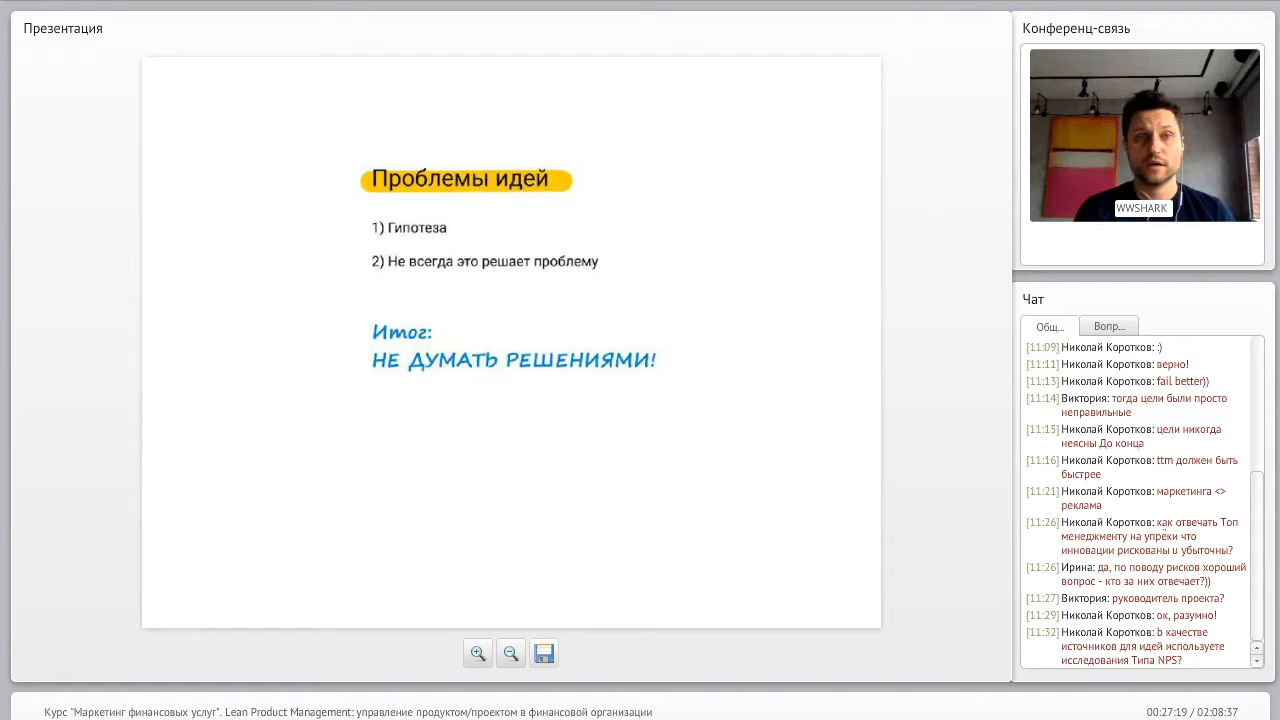 Презентация
Проблемы идей
1) Гипотеза
2) Не всегда это решает проблему
Итог:
НЕ ДУМАТЬ РЕШЕНИЯМИ!
Конференц-связь
WWSHARK
Чат
Общ...
Вопр...
[11:09] Николай Коротков: :)
[11:11] Николай Коротков: верно!
[11:13] Николай Коротков: fail better))
[11:14] Виктория: тогда цели были просто
неправильные
[11:15] Николай Коротков: цели никогда
неясны До конца
[11:16] Николай Коротков: ttm должен быть
быстрее
[11:21] Николай Коротков: маркетинга <>
реклама
[11:26] Николай Коротков: как отвечать Топ
менеджменту на упрёки что
инновации рискованы u убыточны?
[11:26] Ирина: да, по поводу рисков хороший
вопрос - кто за них отвечает?))
[11:27] Виктория: руководитель проекта?
[11:29] Николай Коротков: ок, разумно!
[11:32] Николай Коротков: b качестве
источников для идей используете
исследования Типа NPS?
Курс "Маркетинг финансовых услуг". Lean Product Management: управление продуктом/проектом в финансовой организации
00:27:19 / 02:08:37